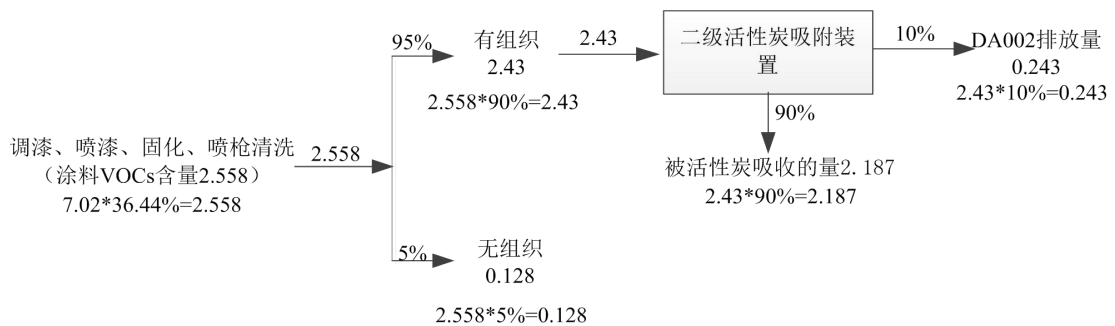 调漆、喷漆、固化、喷枪清洗
（涂料VOCs含量2.558）
7.02*36.44%=2.558
2.558
95%
有组织
2.43
2.558*90%=2.43
2.43
二级活性炭吸附装
置
10%
DA002排放量
0.243
2.43*10%=0.243
90%
被活性炭吸收的量2.187
2.43*90%=2.187
5%
无组织
0.128
2.558*5%=0.128